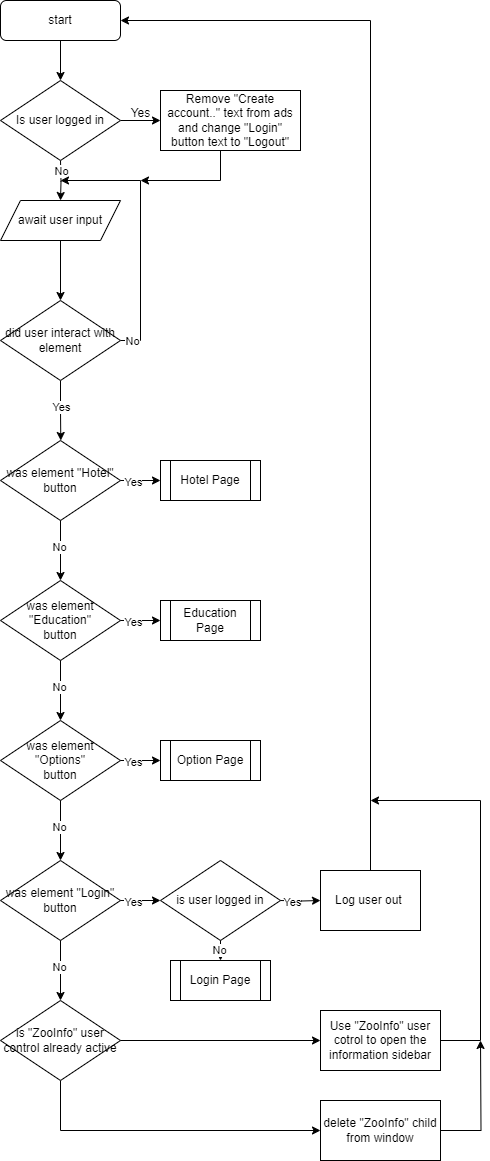 start
Is user logged in
Yes
Remove "Create
account.." text from ads
and change "Login"
button text to "Logout"
No
await user input
did user interact with
element
No
Yes
was element "Hotel"
button
Yes
Hotel Page
No
was element
"Education"
button
Yes
Education
Page
No
was element
"Options"
button
Yes
Option Page
No
was element "Login"
button
Yes
is user logged in
Yes
Log user out
No
Login Page
No
is "ZooInfo" user
control already active
Use "ZooInfo" user
cotrol to open the
information sidebar
delete "ZooInfo" child
from window